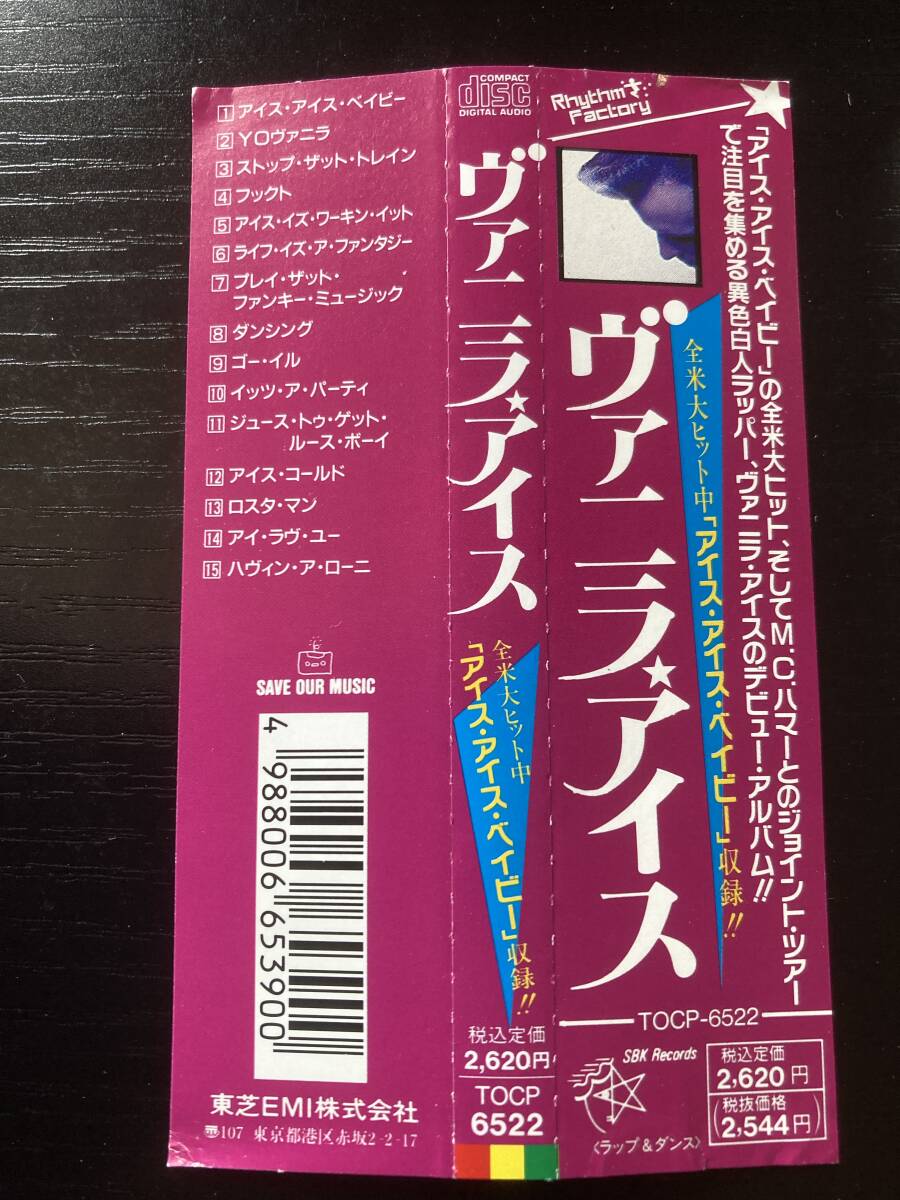 1 アイス・アイス・ベイビー
2 YOヴァニラ
3 ストップ・ザット・トレイン
4 フックト
5 アイス・イズ・ワーキン・イット
6 ライフ・イズ・ア・ファンタジー
7 プレイ・ザット・
ファンキー・ミュージック
8 ダンシング
9 ゴー・イル
10 イッツ・ア・パーティ
11 ジュース・トゥ・ゲット・
ルース・ボーイ
12 アイス・コールド
13 ロスタ・マン
14 アイ・ラヴ・ユー
15 ハヴィン・ア・ローニ
SAVE OUR MUSIC
4 988006 653900
東芝EMI株式会社
〠107 東京都港区赤坂2-2-17
COMPACT
disc
DIGITAL AUDIO
ヴァニラ★アイス
全米大ヒット中
「アイス・アイス・ベイビー」収録!!
税込定価
2,620円
TOCP
6522
Rhythm
Factory
「アイス・アイス・ベイビー」の全米大ヒット、そしてM.C.ハマーとのジョイント・ツアー
で注目を集める異色白人ラッパー、ヴァニラ・アイスのデビュー・アルバム!!
全米大ヒット中「アイス・アイス・ベイビー」収録!!
ヴァニラ★アイス
TOCP-6522
SBK Records
〈ラップ&ダンス〉
税込定価
2,620円
(税抜価格
2,544円)